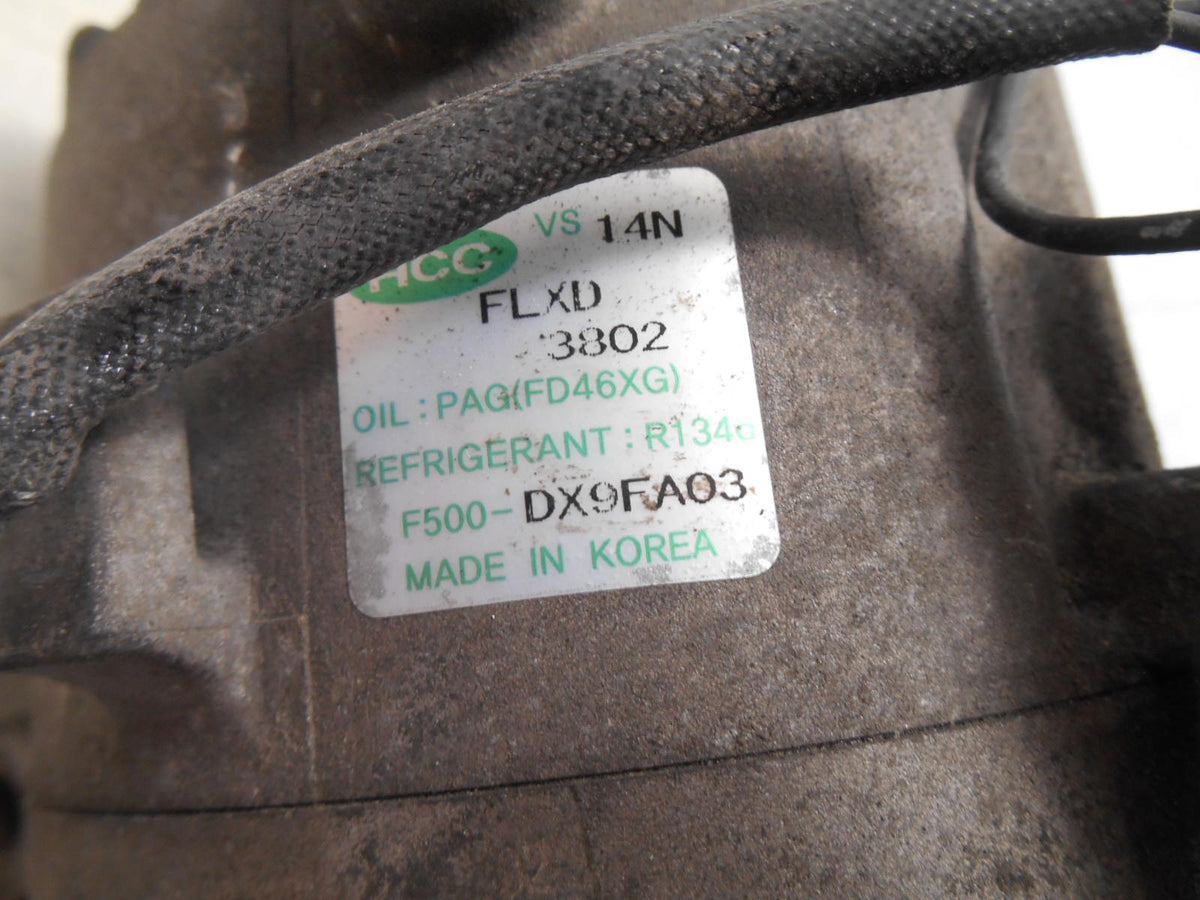 VS 14N
HCC
FLXD
3802
OIL : PAG(FD46XG)
REFRIGERANT : R134a
F500-DX9FA03
MADE IN KOREA